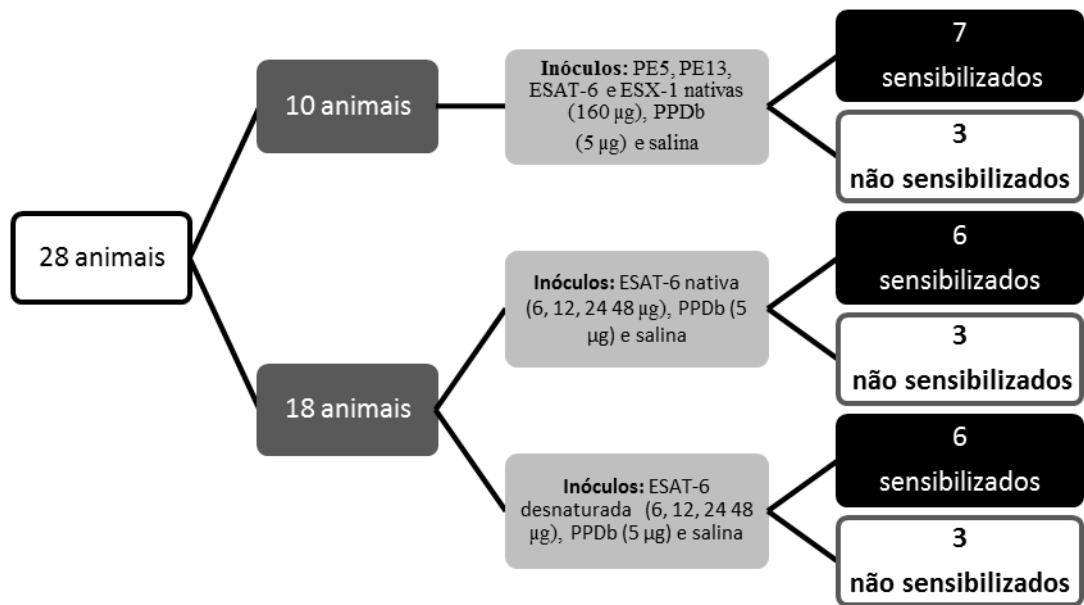 28 animais
10 animais
Inóculos: PE5, PE13,
ESAT-6 e ESX-1 nativas
(160 µg), PPDb
(5 µg) e salina
7
sensibilizados
3
não sensibilizados
18 animais
Inóculos: ESAT-6 nativa
(6, 12, 24 48 µg), PPDb (5
µg) e salina
6
sensibilizados
3
não sensibilizados
Inóculos: ESAT-6
desnaturada (6, 12, 24 48
µg), PPDb (5 µg) e salina
6
sensibilizados
3
não sensibilizados